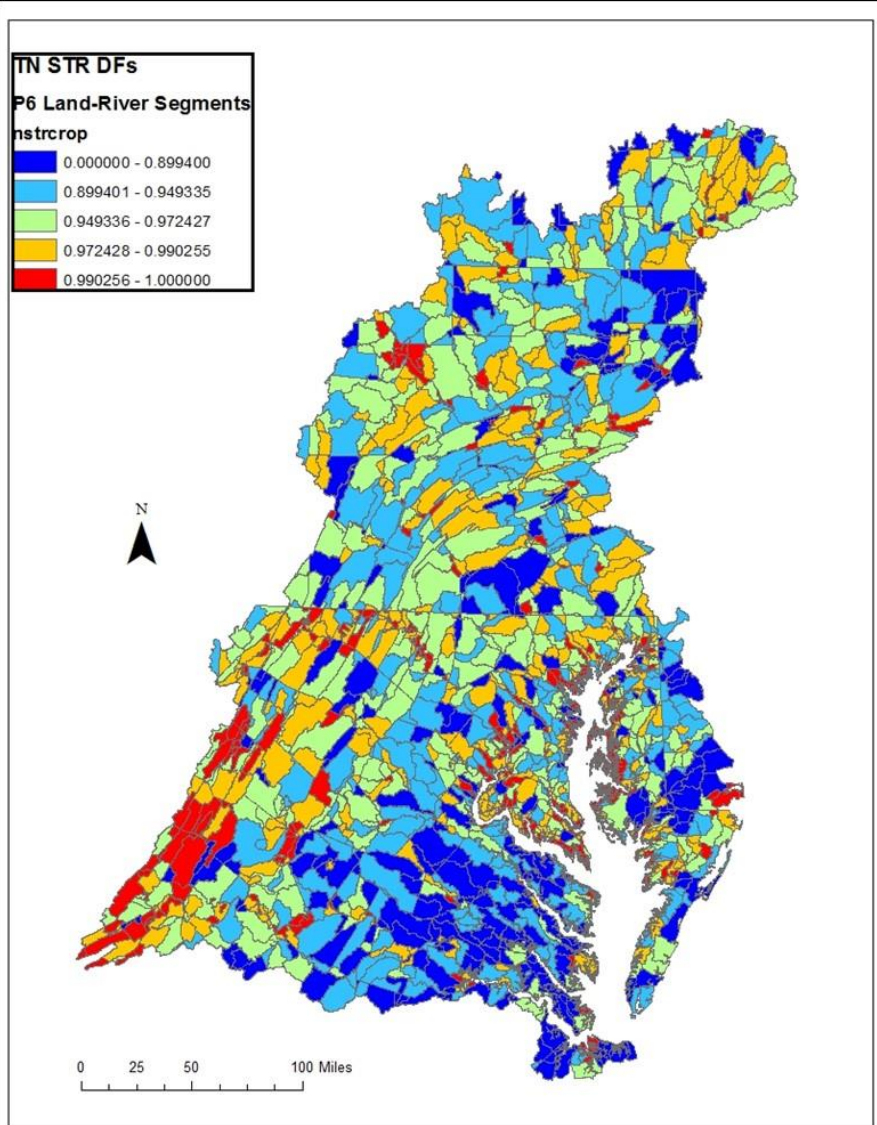 TN STR DFs
P6 Land-River Segments
nstrcrop
0.000000 - 0.899400
0.899401 - 0.949335
0.949336 - 0.972427
0.972428 - 0.990255
0.990256 - 1.000000
N
0 25 50 100 Miles